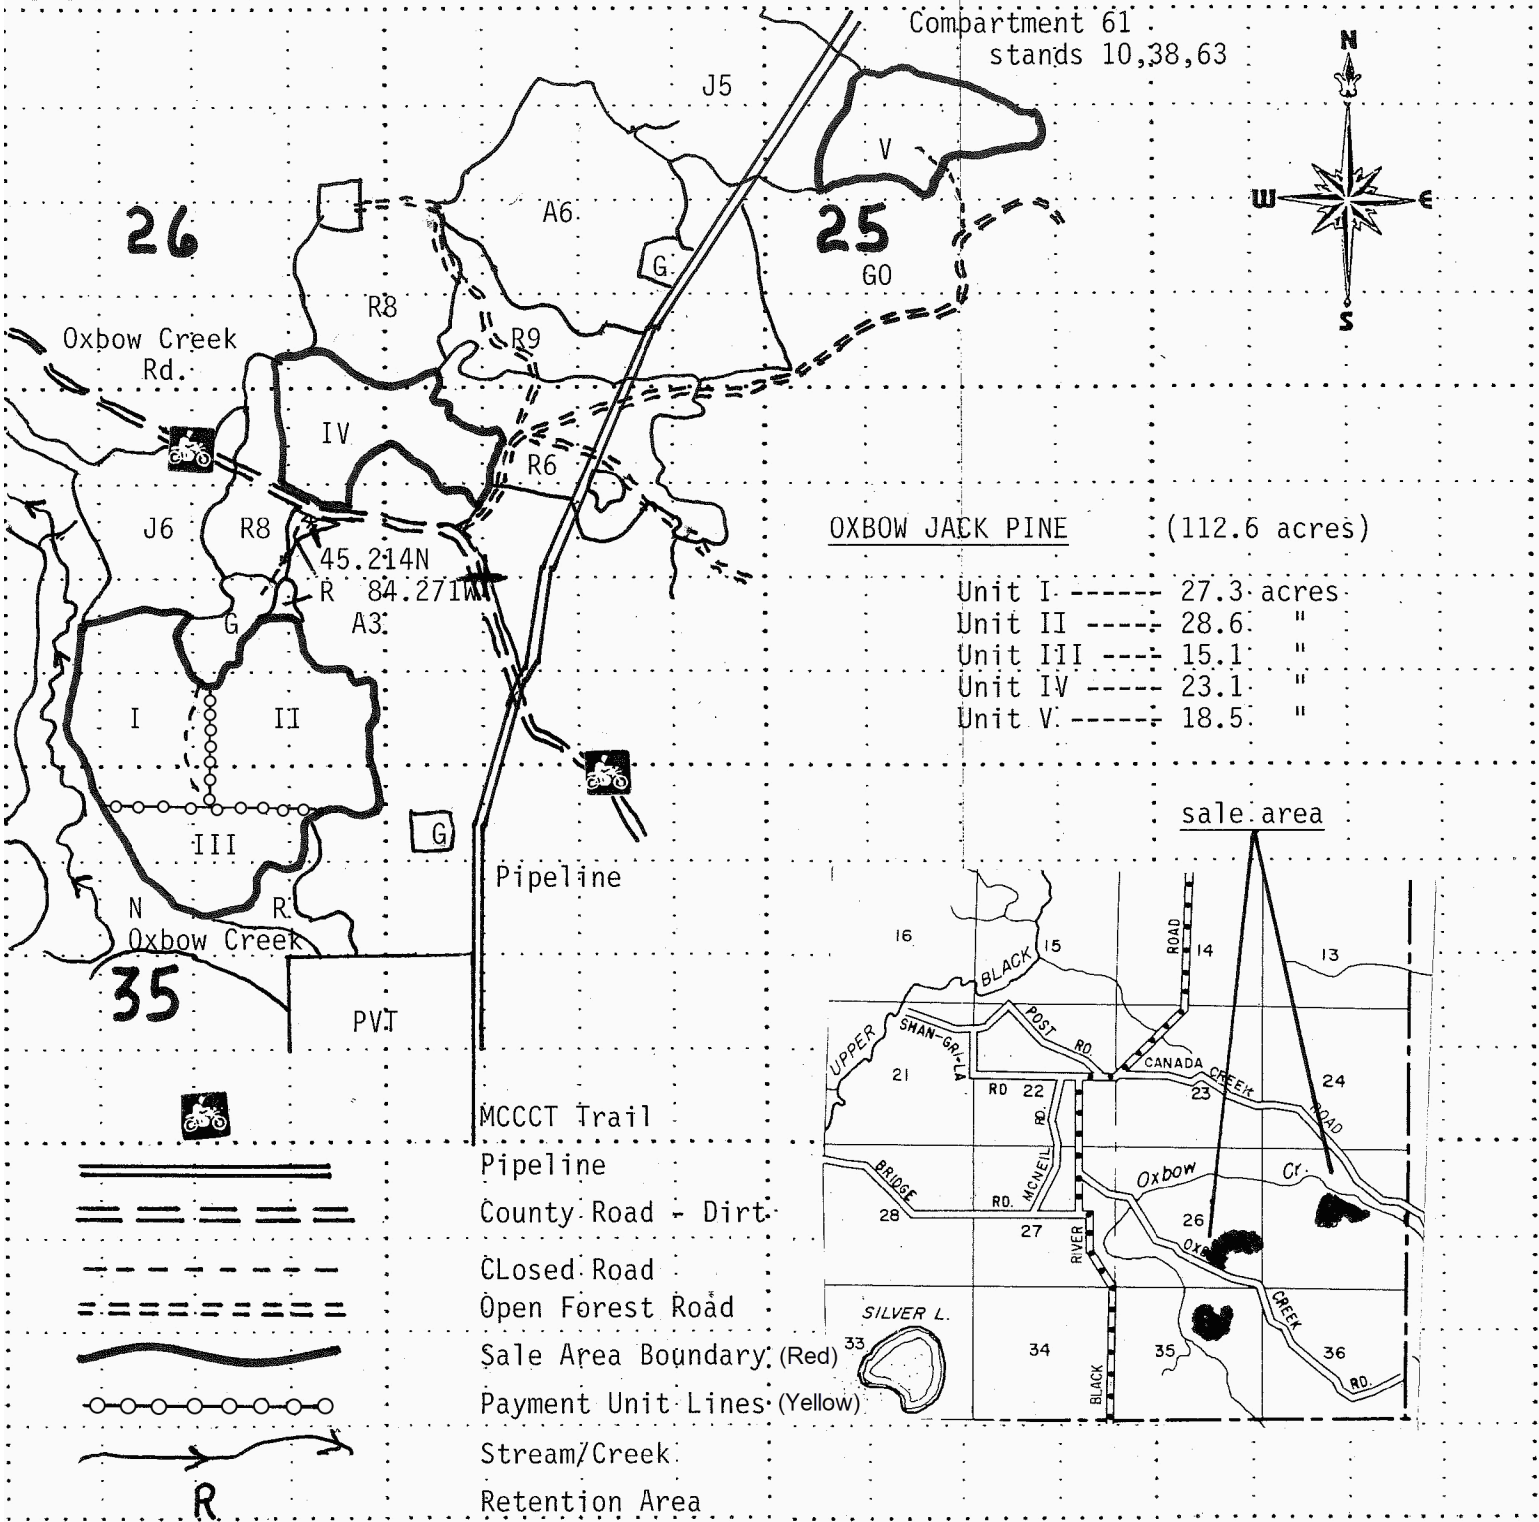 Compartment 61
stands 10,38,63
N
W
E
S
J5
V
A6
26
25
G
GO
R8
R9
Oxbow Creek
Rd.
IV
R6
J6
R8
45.214N
R 84.271W
G
A3
I
II
III
G
N
R
Oxbow Creek
Pipeline
35
PVT
OXBOW JACK PINE (112.6 acres)
Unit I ------ 27.3 acres
Unit II ----- 28.6 "
Unit III ---- 15.1 "
Unit IV ----- 23.1 "
Unit V ------ 18.5 "
sale area
16
BLACK
15
ROAD
14
13
UPPER
SHAN-GRI-LA
POST
RD.
CANADA CREEK ROAD
21
RD
22
RD.
23
24
MCNEIL
BRIDGE
RD.
Oxbow Cr.
28
27
RIVER
26
OXB
CREEK
SILVER L.
33
34
35
36
RD.
BLACK
MCCCT Trail
Pipeline
County Road - Dirt
CLosed Road
Open Forest Road
Sale Area Boundary (Red)
Payment Unit Lines (Yellow)
Stream/Creek
R
Retention Area